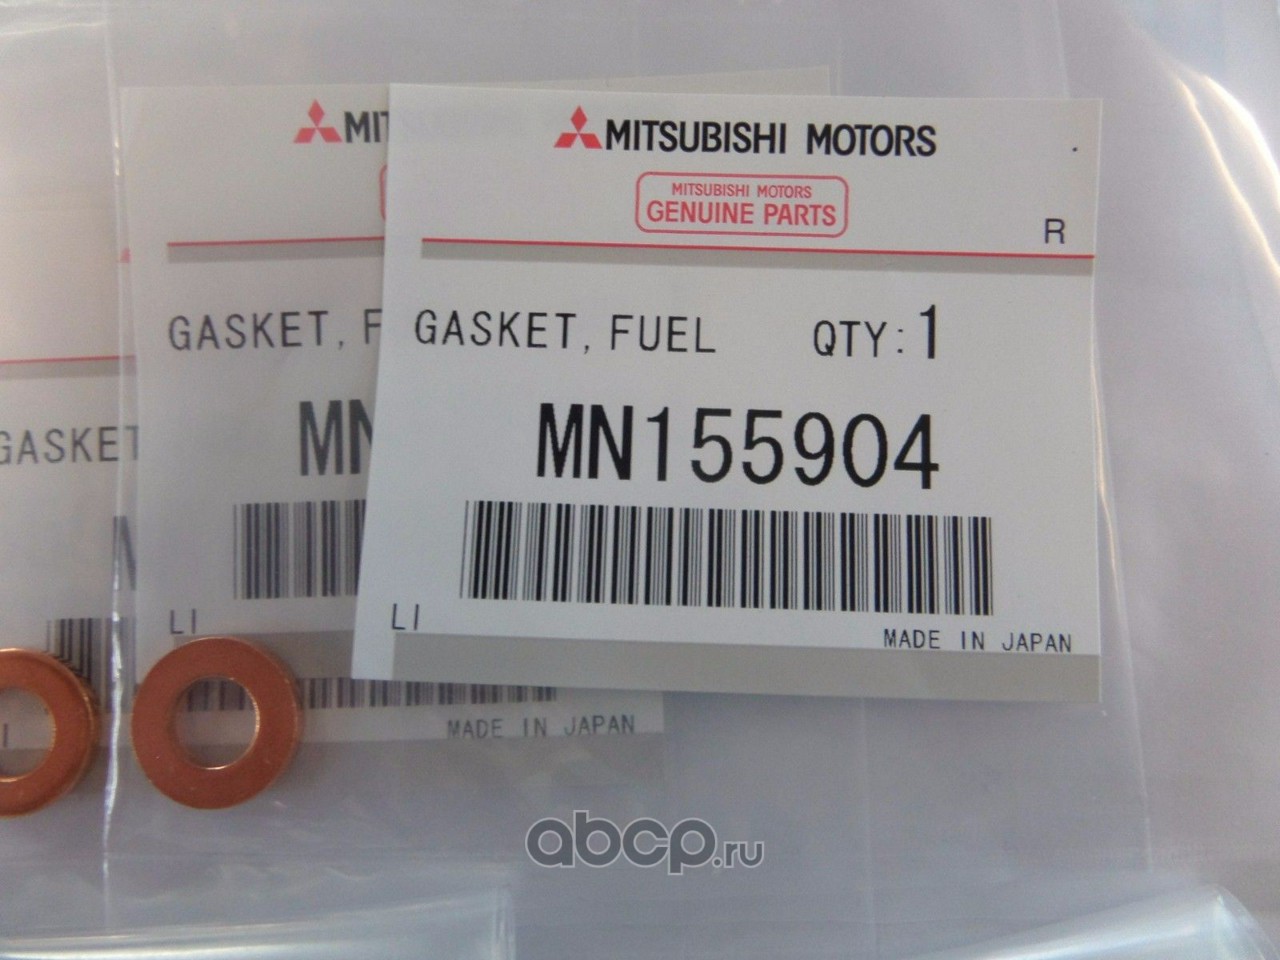 MITSUBISHI MOTORS
MITSUBISHI MOTORS
GENUINE PARTS
R
GASKET, FUEL QTY: 1
MN155904
LI
MADE IN JAPAN
MIT
GASKET, F
MN
LI
MADE IN JAPAN
GASKET
abcp.ru